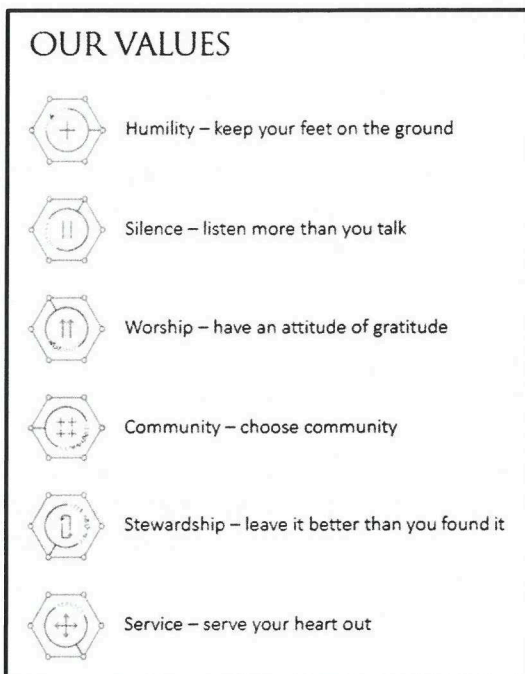 OUR VALUES
Humility – keep your feet on the ground
Silence – listen more than you talk
Worship – have an attitude of gratitude
Community – choose community
Stewardship – leave it better than you found it
Service – serve your heart out